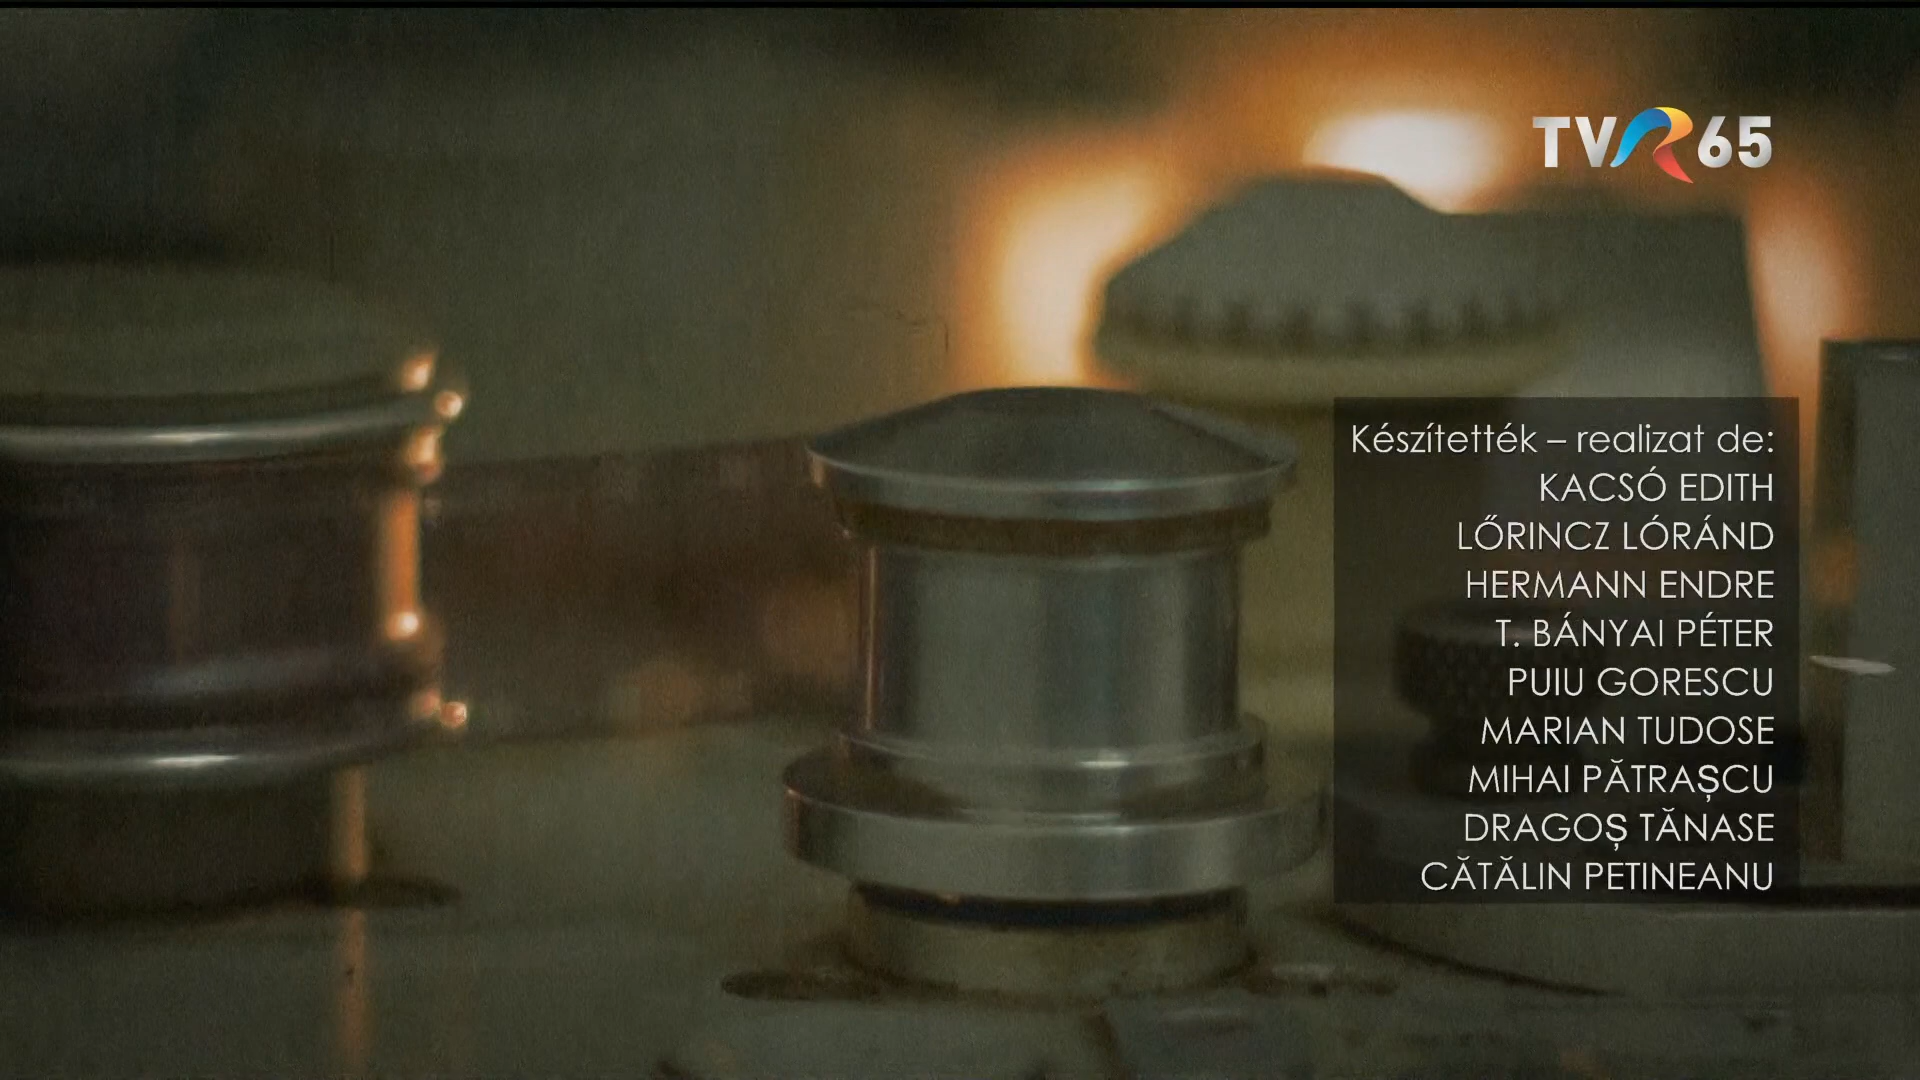 TVR65
Készítették – realizat de:
KACSÓ EDITH
LŐRINCZ LÓRÁND
HERMANN ENDRE
T. BÁNYAI PÉTER
PUIU GORESCU
MARIAN TUDOSE
MIHAI PĂTRAȘCU
DRAGOȘ TĂNASE
CĂTĂLIN PETINEANU